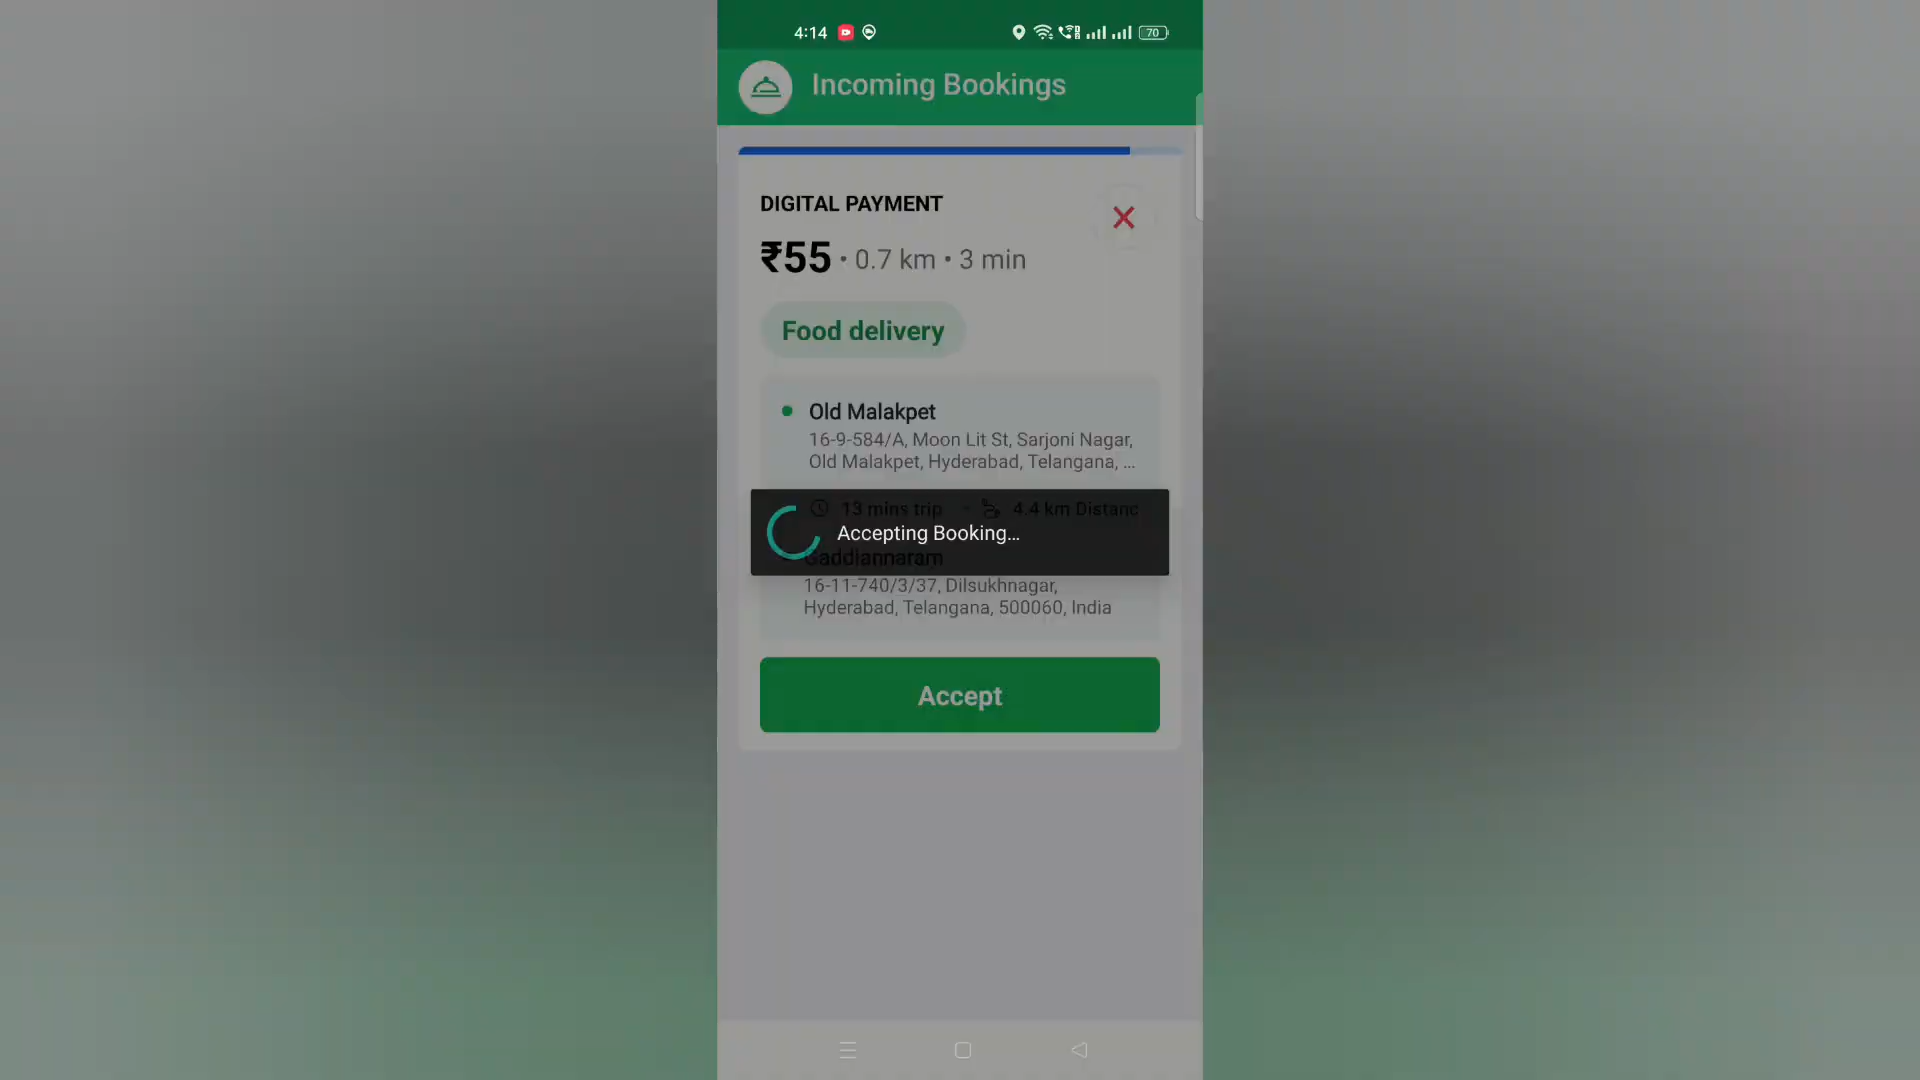 4:14
70
Incoming Bookings
DIGITAL PAYMENT
₹55 • 0.7 km • 3 min
Food delivery
Old Malakpet
16-9-584/A, Moon Lit St, Sarjoni Nagar,
Old Malakpet, Hyderabad, Telangana, ...
13 mins trip 4.4 km Distanc
Accepting Booking...
Gaddiannaram
16-11-740/3/37, Dilsukhnagar,
Hyderabad, Telangana, 500060, India
Accept